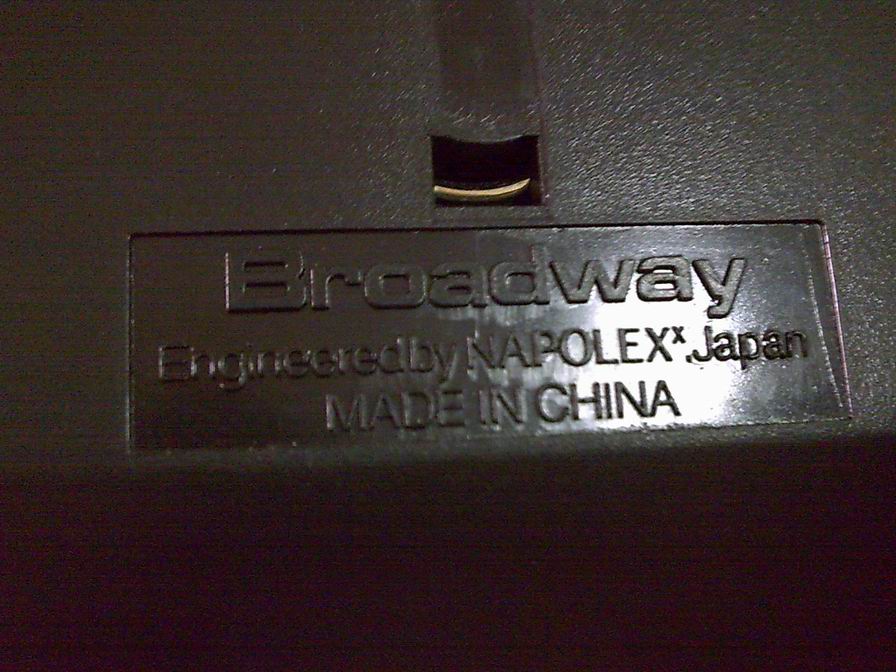 Broadway
Engineered by NAPOLEXx.Japan
MADE IN CHINA